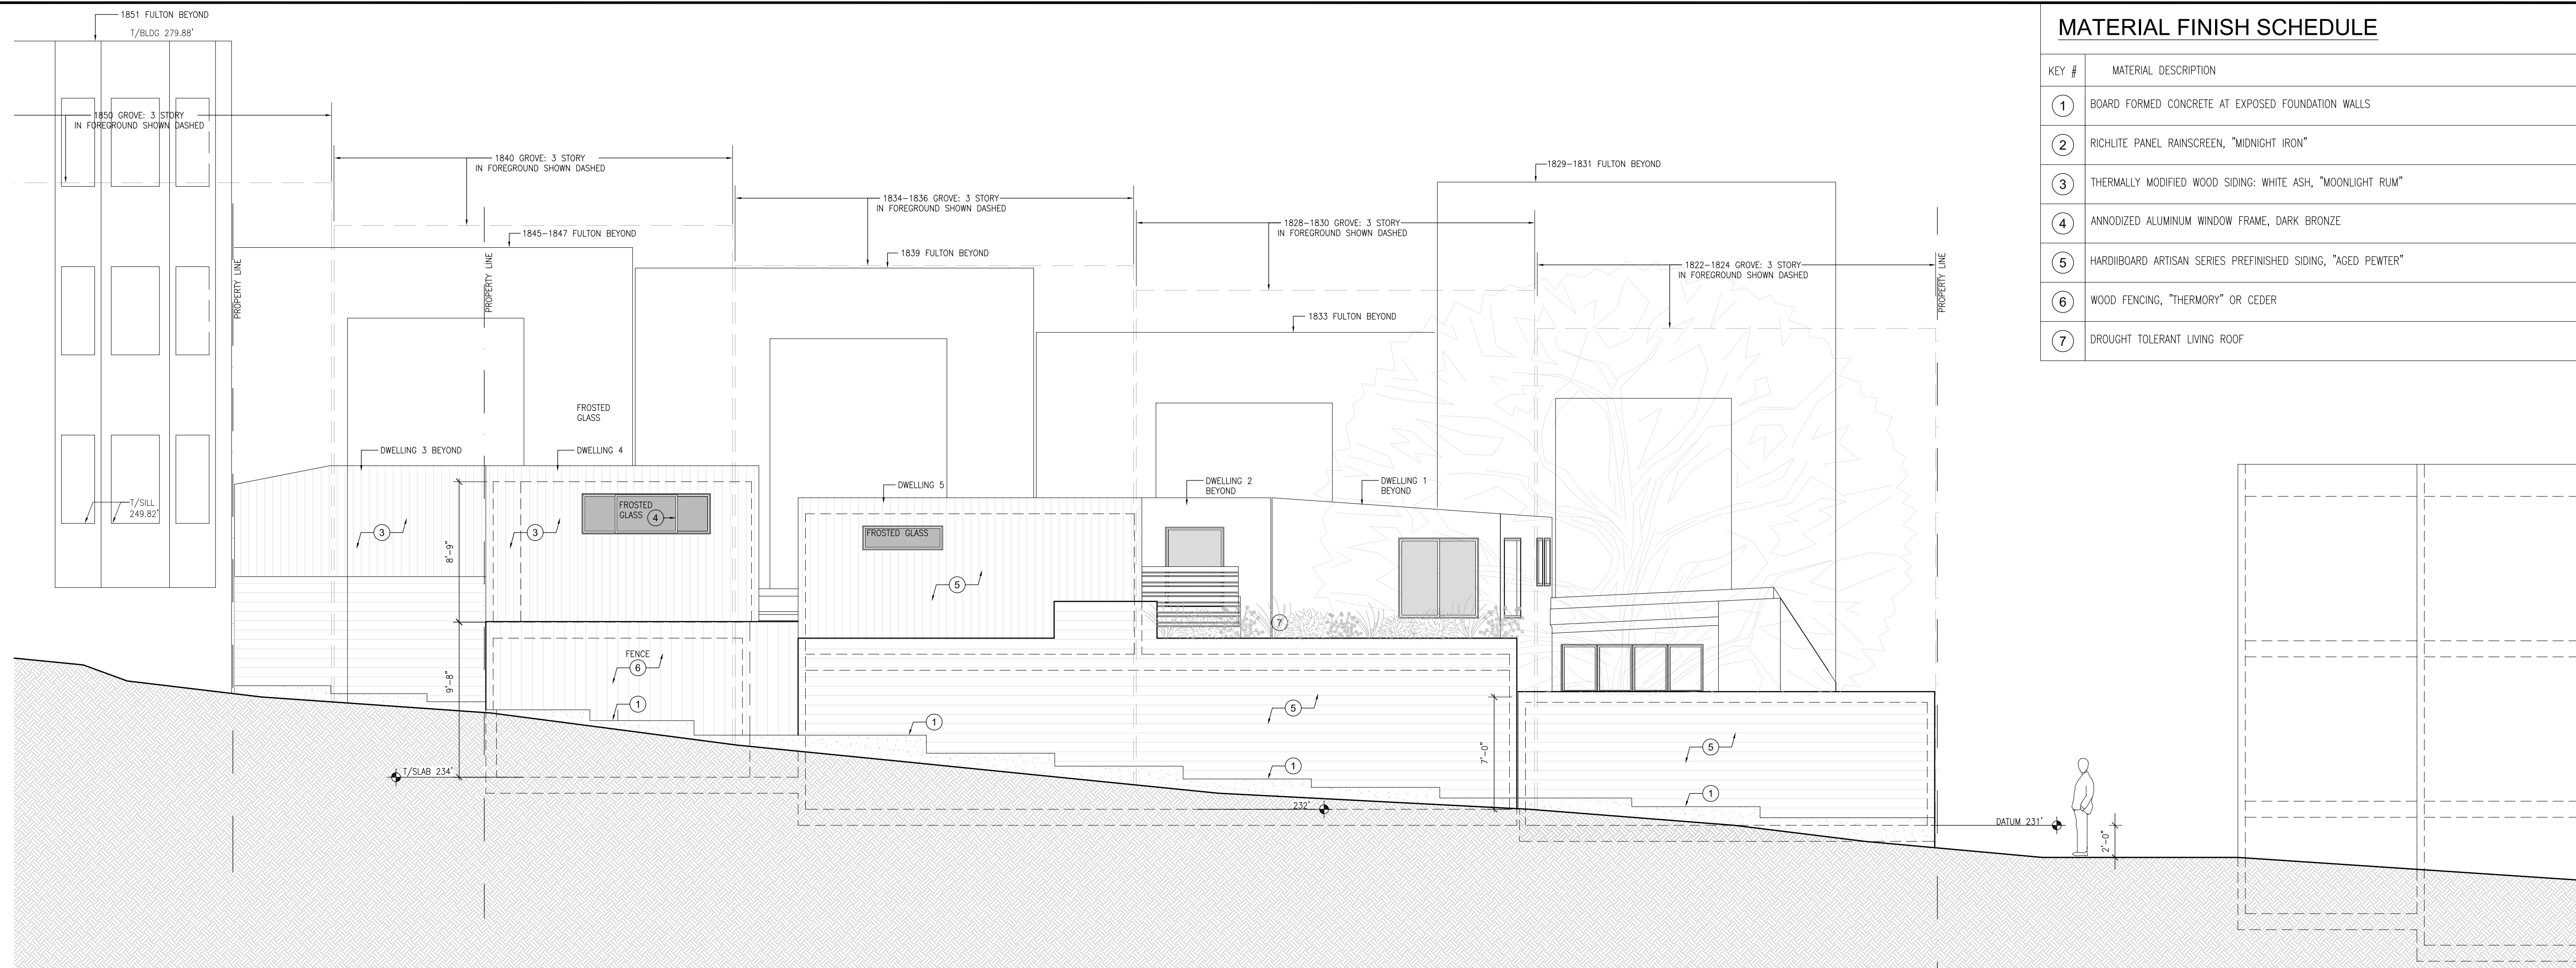 1851 FULTON BEYOND
T/BLDG 279.88'
1850 GROVE: 3 STORY
IN FOREGROUND SHOWN DASHED
1840 GROVE: 3 STORY
IN FOREGROUND SHOWN DASHED
1834-1836 GROVE: 3 STORY
IN FOREGROUND SHOWN DASHED
1828-1830 GROVE: 3 STORY
IN FOREGROUND SHOWN DASHED
1829-1831 FULTON BEYOND
1822-1824 GROVE: 3 STORY
IN FOREGROUND SHOWN DASHED
1845-1847 FULTON BEYOND
1839 FULTON BEYOND
1833 FULTON BEYOND
PROPERTY LINE
PROPERTY LINE
PROPERTY LINE
FROSTED
GLASS
DWELLING 3 BEYOND
DWELLING 4
DWELLING 5
DWELLING 2
BEYOND
DWELLING 1
BEYOND
T/SILL
249.82'
FROSTED
GLASS
4
FROSTED GLASS
3
3
5
8'-9"
7
FENCE
6
9'-8"
1
1
5
1
7'-0"
5
1
T/SLAB 234'
232'
DATUM 231'
2'-0"
MATERIAL FINISH SCHEDULE
KEY # MATERIAL DESCRIPTION
1 BOARD FORMED CONCRETE AT EXPOSED FOUNDATION WALLS
2 RICHLITE PANEL RAINSCREEN, "MIDNIGHT IRON"
3 THERMALLY MODIFIED WOOD SIDING: WHITE ASH, "MOONLIGHT RUM"
4 ANNODIZED ALUMINUM WINDOW FRAME, DARK BRONZE
5 HARDIIBOARD ARTISAN SERIES PREFINISHED SIDING, "AGED PEWTER"
6 WOOD FENCING, "THERMORY" OR CEDER
7 DROUGHT TOLERANT LIVING ROOF